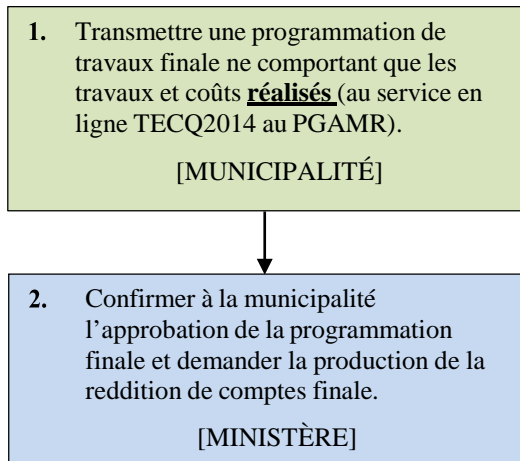 1. Transmettre une programmation de
travaux finale ne comportant que les
travaux et coûts réalisés (au service en
ligne TECQ2014 au PGAMR).
[MUNICIPALITÉ]
2. Confirmer à la municipalité
l’approbation de la programmation
finale et demander la production de la
reddition de comptes finale.
[MINISTÈRE]